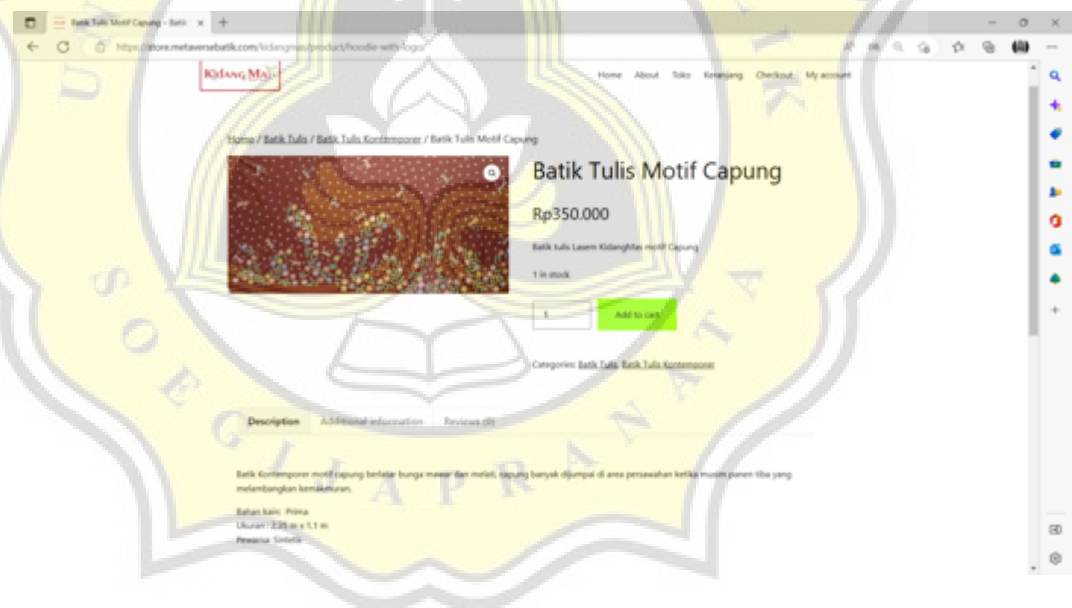 Batik Tulis Motif Capung - Batik
https://store.metaversebatik.com/kidangmas/product/hoodie-with-logo/
KIDANG MAS
Home About Toko Keranjang Checkout My account
Home / Batik Tulis / Batik Tulis Kontemporer / Batik Tulis Motif Capung
Batik Tulis Motif Capung
Rp350.000
Batik tulis Lasem KidangMas motif Capung
1 in stock
1 Add to cart
Categories: Batik Tulis, Batik Tulis Kontemporer
Description Additional information Reviews (0)
Batik Kontemporer motif capung berlatar bunga mawar dan melati, capung banyak dijumpai di area persawahan ketika musim panen tiba yang
melambangkan kemakmuran.
Bahan kain: Prima
Ukuran : 2.35 m x 1.1 m
Pewarna: Sintetis
SOEGIJAPRANATA